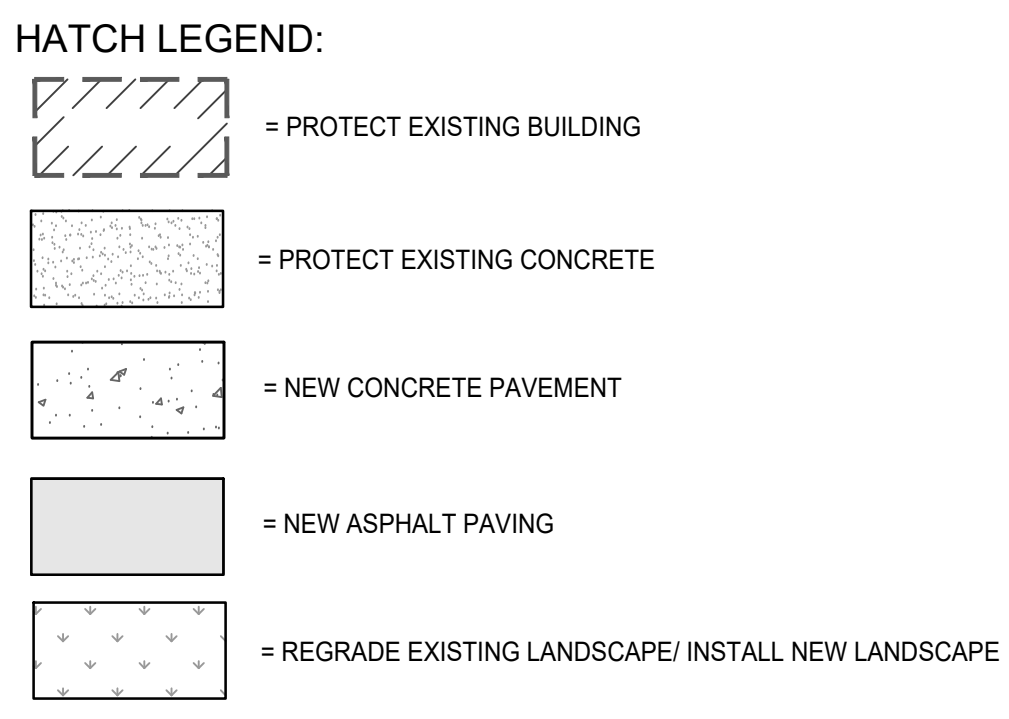 HATCH LEGEND:
= PROTECT EXISTING BUILDING
= PROTECT EXISTING CONCRETE
= NEW CONCRETE PAVEMENT
= NEW ASPHALT PAVING
= REGRADE EXISTING LANDSCAPE/ INSTALL NEW LANDSCAPE